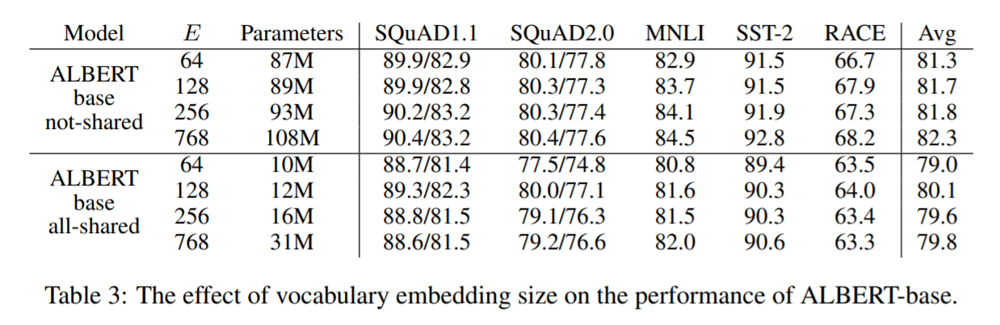 Model E Parameters SQuAD1.1 SQuAD2.0 MNLI SST-2 RACE Avg
ALBERT base not-shared
64 87M 89.9/82.9 80.1/77.8 82.9 91.5 66.7 81.3
128 89M 89.9/82.8 80.3/77.3 83.7 91.5 67.9 81.7
256 93M 90.2/83.2 80.3/77.4 84.1 91.9 67.3 81.8
768 108M 90.4/83.2 80.4/77.6 84.5 92.8 68.2 82.3
ALBERT base all-shared
64 10M 88.7/81.4 77.5/74.8 80.8 89.4 63.5 79.0
128 12M 89.3/82.3 80.0/77.1 81.6 90.3 64.0 80.1
256 16M 88.8/81.5 79.1/76.3 81.5 90.3 63.4 79.6
768 31M 88.6/81.5 79.2/76.6 82.0 90.6 63.3 79.8
Table 3: The effect of vocabulary embedding size on the performance of ALBERT-base.